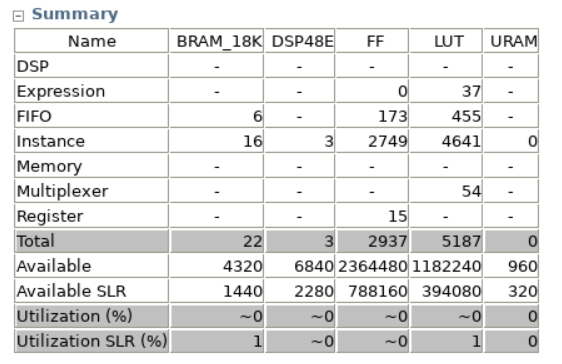 Summary
Name BRAM_18K DSP48E FF LUT URAM
DSP - - - - -
Expression - - 0 37 -
FIFO 6 - 173 455 -
Instance 16 3 2749 4641 0
Memory - - - - -
Multiplexer - - - 54 -
Register - - 15 - -
Total 22 3 2937 5187 0
Available 4320 6840 2364480 1182240 960
Available SLR 1440 2280 788160 394080 320
Utilization (%) ~0 ~0 ~0 ~0 0
Utilization SLR (%) 1 ~0 ~0 1 0